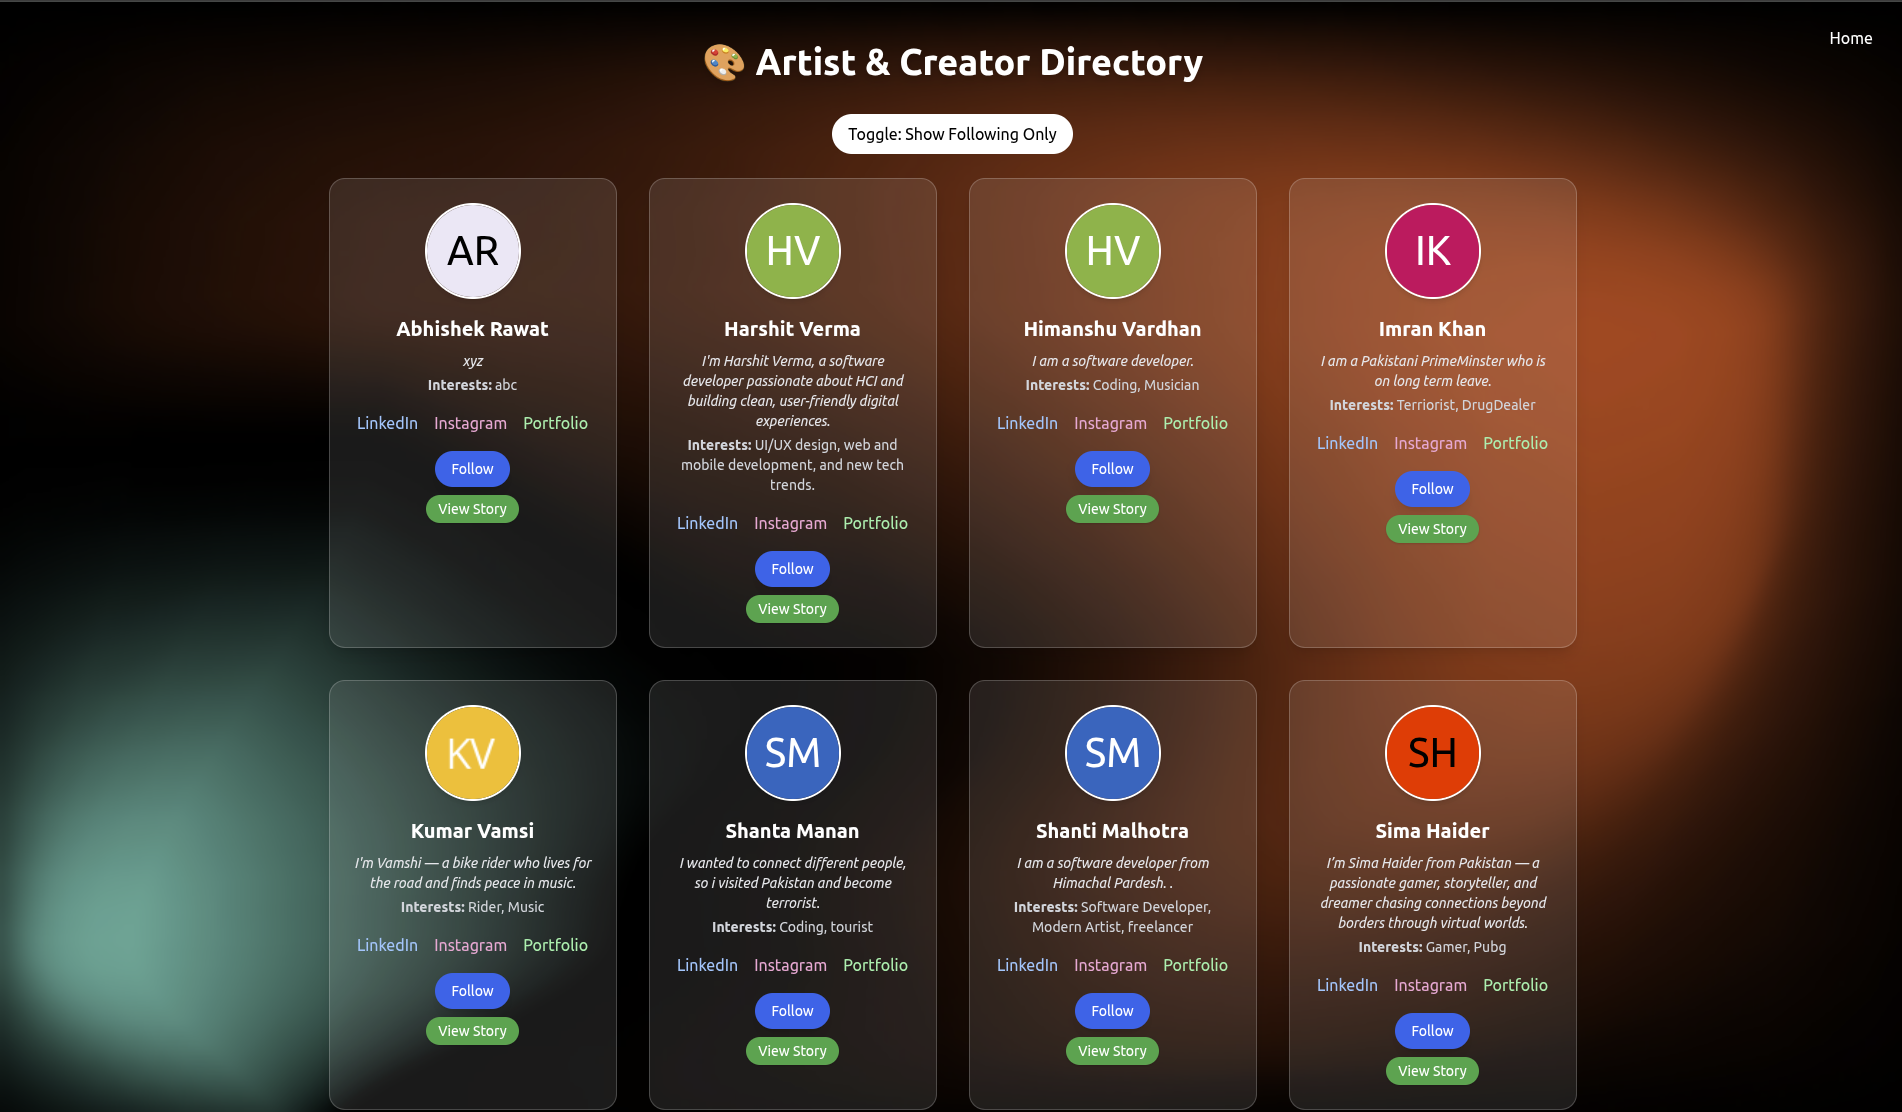 Home
🎨 Artist & Creator Directory
Toggle: Show Following Only
AR
Abhishek Rawat
xyz
Interests: abc
LinkedIn Instagram Portfolio
Follow
View Story
HV
Harshit Verma
I'm Harshit Verma, a software
developer passionate about HCI and
building clean, user-friendly digital
experiences.
Interests: UI/UX design, web and
mobile development, and new tech
trends.
LinkedIn Instagram Portfolio
Follow
View Story
HV
Himanshu Vardhan
I am a software developer.
Interests: Coding, Musician
LinkedIn Instagram Portfolio
Follow
View Story
IK
Imran Khan
I am a Pakistani PrimeMinster who is
on long term leave.
Interests: Terriorist, DrugDealer
LinkedIn Instagram Portfolio
Follow
View Story
KV
Kumar Vamsi
I'm Vamshi — a bike rider who lives for
the road and finds peace in music.
Interests: Rider, Music
LinkedIn Instagram Portfolio
Follow
View Story
SM
Shanta Manan
I wanted to connect different people,
so i visited Pakistan and become
terrorist.
Interests: Coding, tourist
LinkedIn Instagram Portfolio
Follow
View Story
SM
Shanti Malhotra
I am a software developer from
Himachal Pardesh. .
Interests: Software Developer,
Modern Artist, freelancer
LinkedIn Instagram Portfolio
Follow
View Story
SH
Sima Haider
I'm Sima Haider from Pakistan — a
passionate gamer, storyteller, and
dreamer chasing connections beyond
borders through virtual worlds.
Interests: Gamer, Pubg
LinkedIn Instagram Portfolio
Follow
View Story